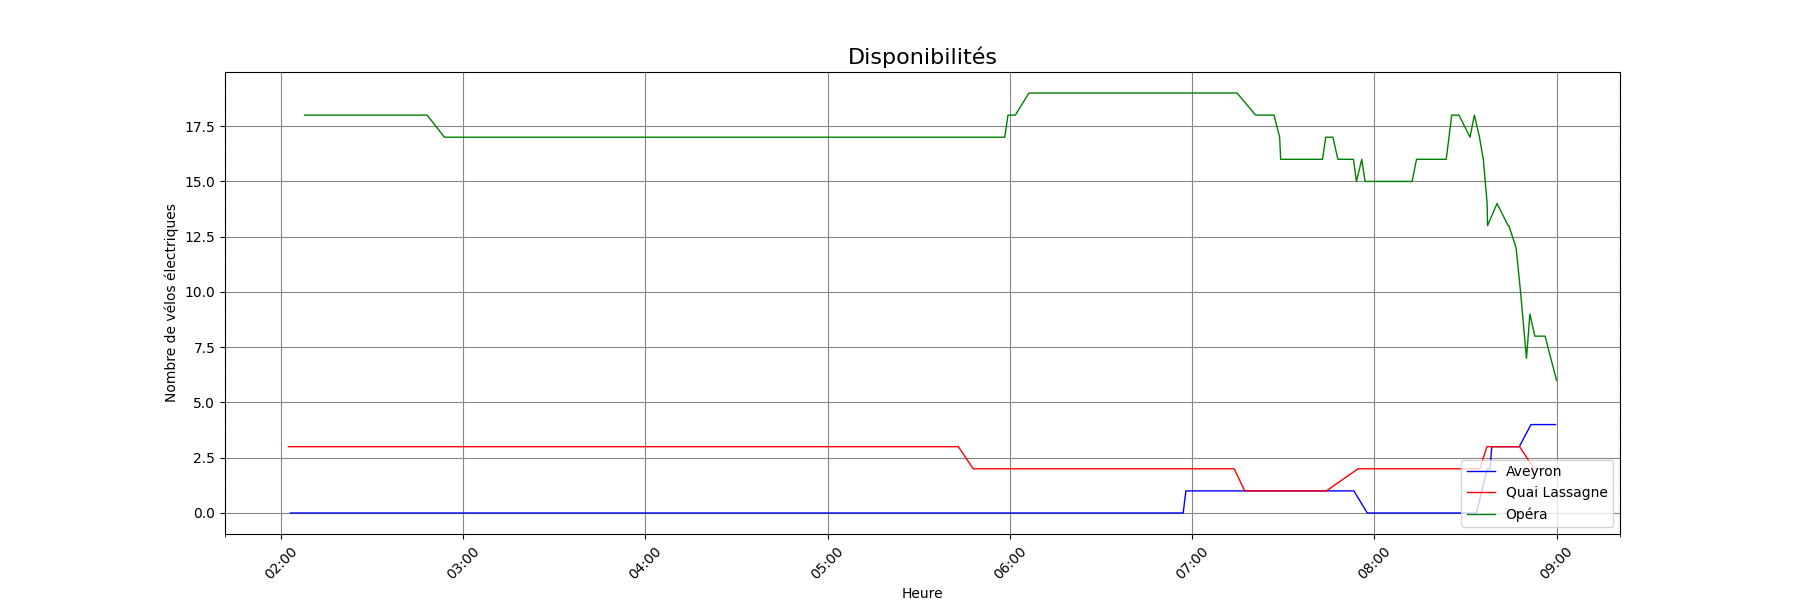 Disponibilités
Nombre de vélos électriques
17.5
15.0
12.5
10.0
7.5
5.0
2.5
0.0
Aveyron
Quai Lassagne
Opéra
02:00
03:00
04:00
05:00
06:00
07:00
08:00
09:00
Heure